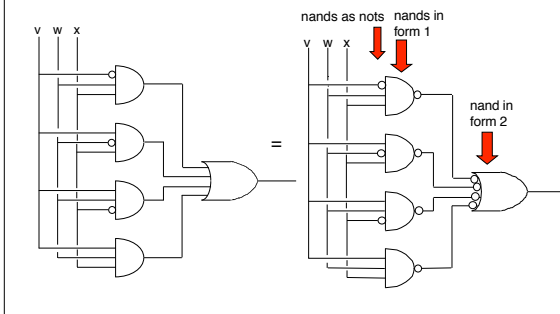 nands as nots
nands in
form 1
v w x
v w x
nand in
form 2
=